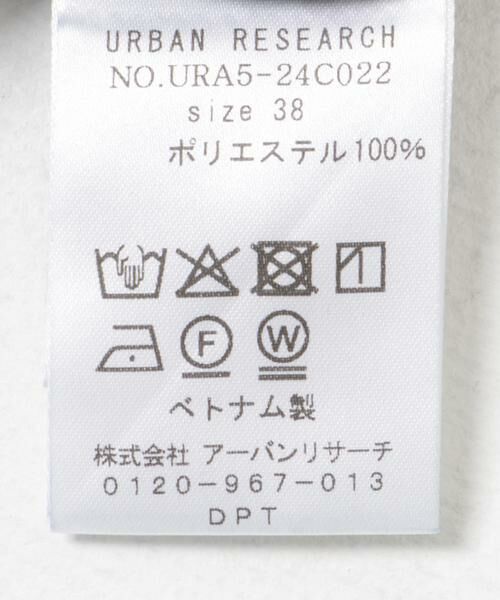 URBAN RESEARCH
NO.URA5-24C022
size 38
ポリエステル100%
F W
ベトナム製
株式会社 アーバンリサーチ
0120-967-013
DPT